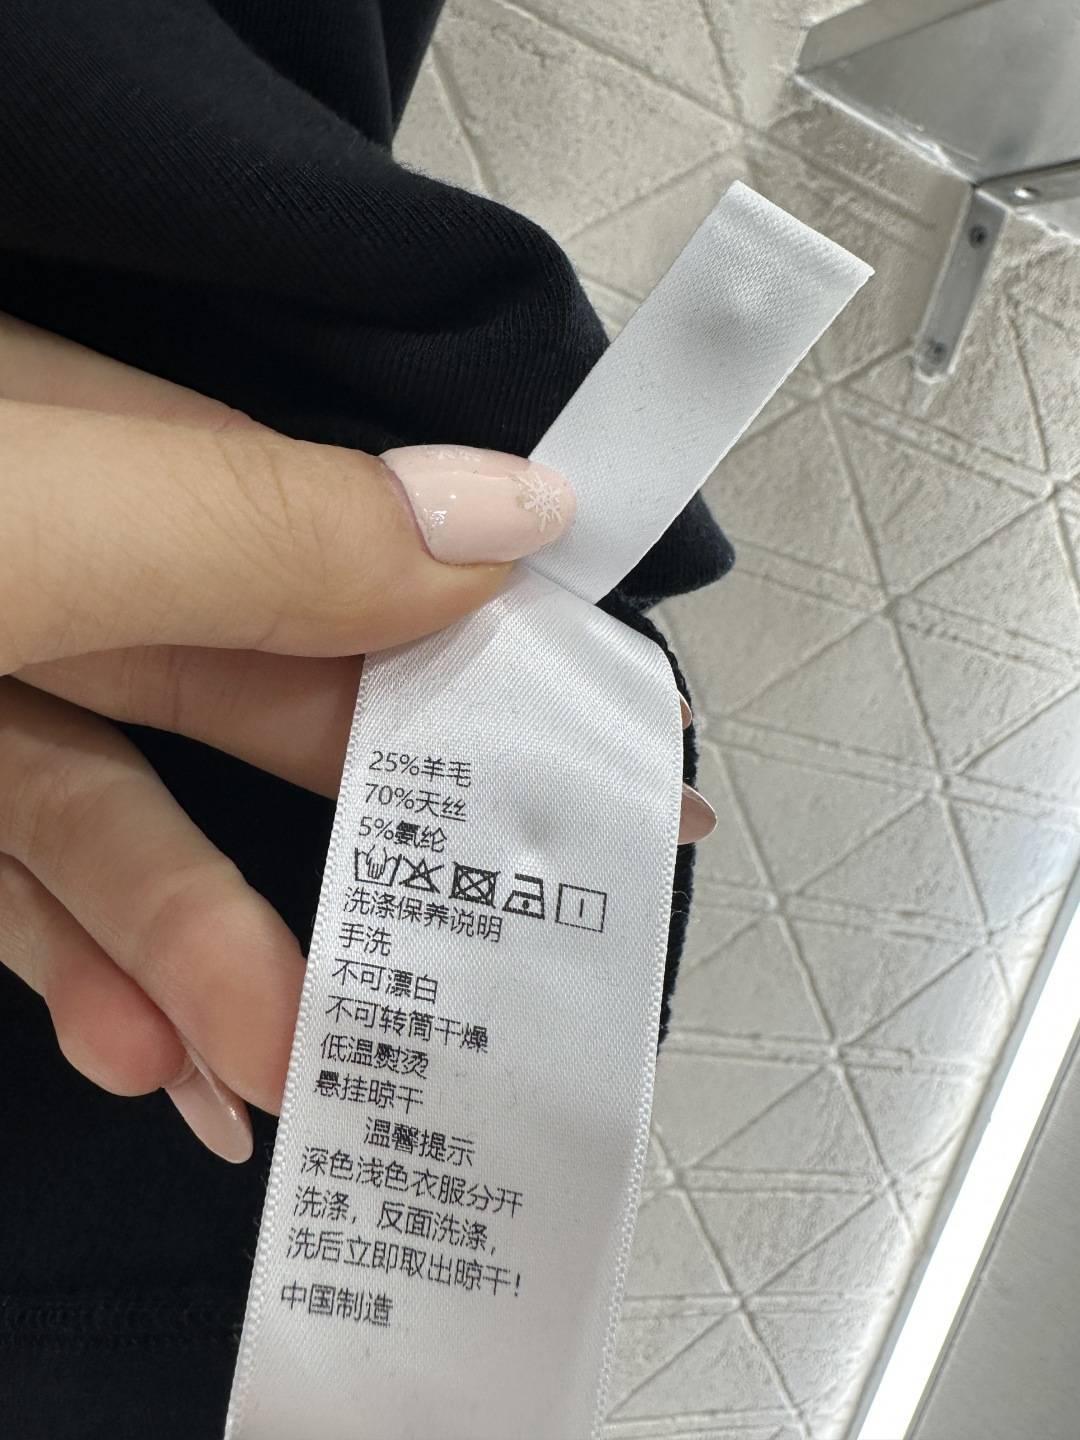 25%羊毛
70%天丝
5%氨纶
洗涤保养说明
手洗
不可漂白
不可转筒干燥
低温熨烫
悬挂晾干
温馨提示
深色浅色衣服分开
洗涤，反面洗涤，
洗后立即取出晾干！
中国制造